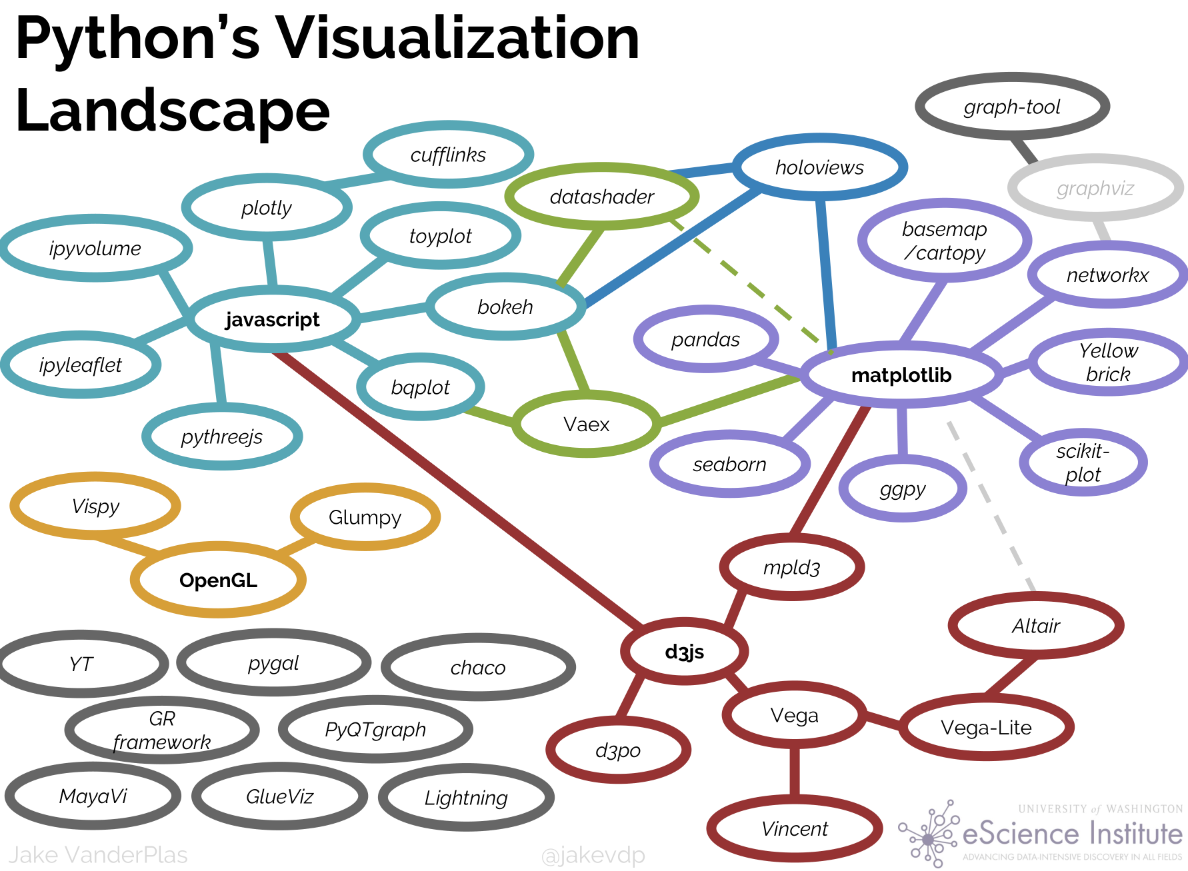 Python's Visualization
Landscape
graph-tool
cufflinks
holoviews
datashader
graphviz
plotly
basemap
/cartopy
toyplot
ipyvolume
networkx
bokeh
javascript
pandas
Yellow
brick
ipyleaflet
matplotlib
bqplot
Vaex
pythreejs
seaborn
scikit-
plot
ggpy
Vispy
Glumpy
OpenGL
mpld3
Altair
d3js
YT
pygal
chaco
Vega
Vega-Lite
GR
framework
PyQTgraph
d3po
MayaVi
GlueViz
Lightning
Vincent
UNIVERSITY of WASHINGTON
eScience Institute
ADVANCING DATA-INTENSIVE DISCOVERY IN ALL FIELDS
Jake VanderPlas
@jakevdp